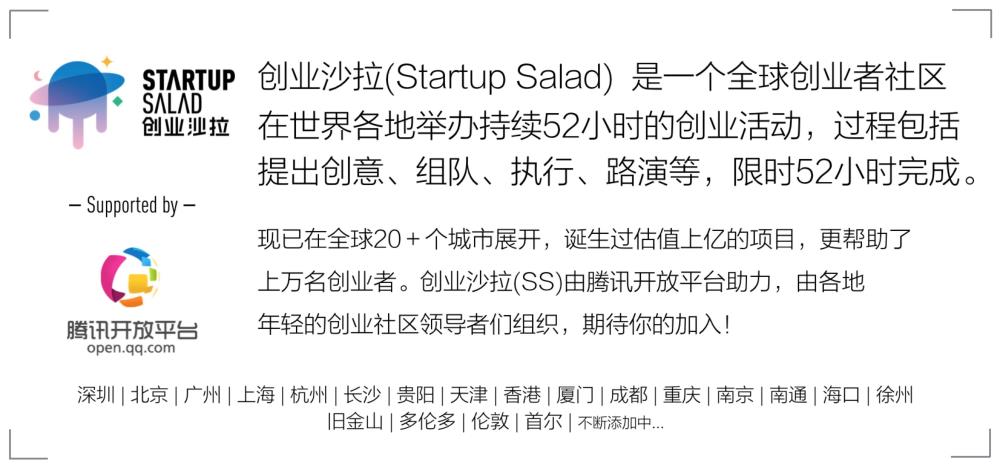 STARTUP
SALAD
创业沙拉
– Supported by –
腾讯开放平台
open.qq.com
创业沙拉(Startup Salad) 是一个全球创业者社区
在世界各地举办持续52小时的创业活动，过程包括
提出创意、组队、执行、路演等，限时52小时完成。
现已在全球20＋个城市展开，诞生过估值上亿的项目，更帮助了
上万名创业者。创业沙拉(SS)由腾讯开放平台助力，由各地
年轻的创业社区领导者们组织，期待你的加入！
深圳 | 北京 | 广州 | 上海 | 杭州 | 长沙 | 贵阳 | 天津 | 香港 | 厦门 | 成都 | 重庆 | 南京 | 南通 | 海口 | 徐州
旧金山 | 多伦多 | 伦敦 | 首尔 | 不断添加中...